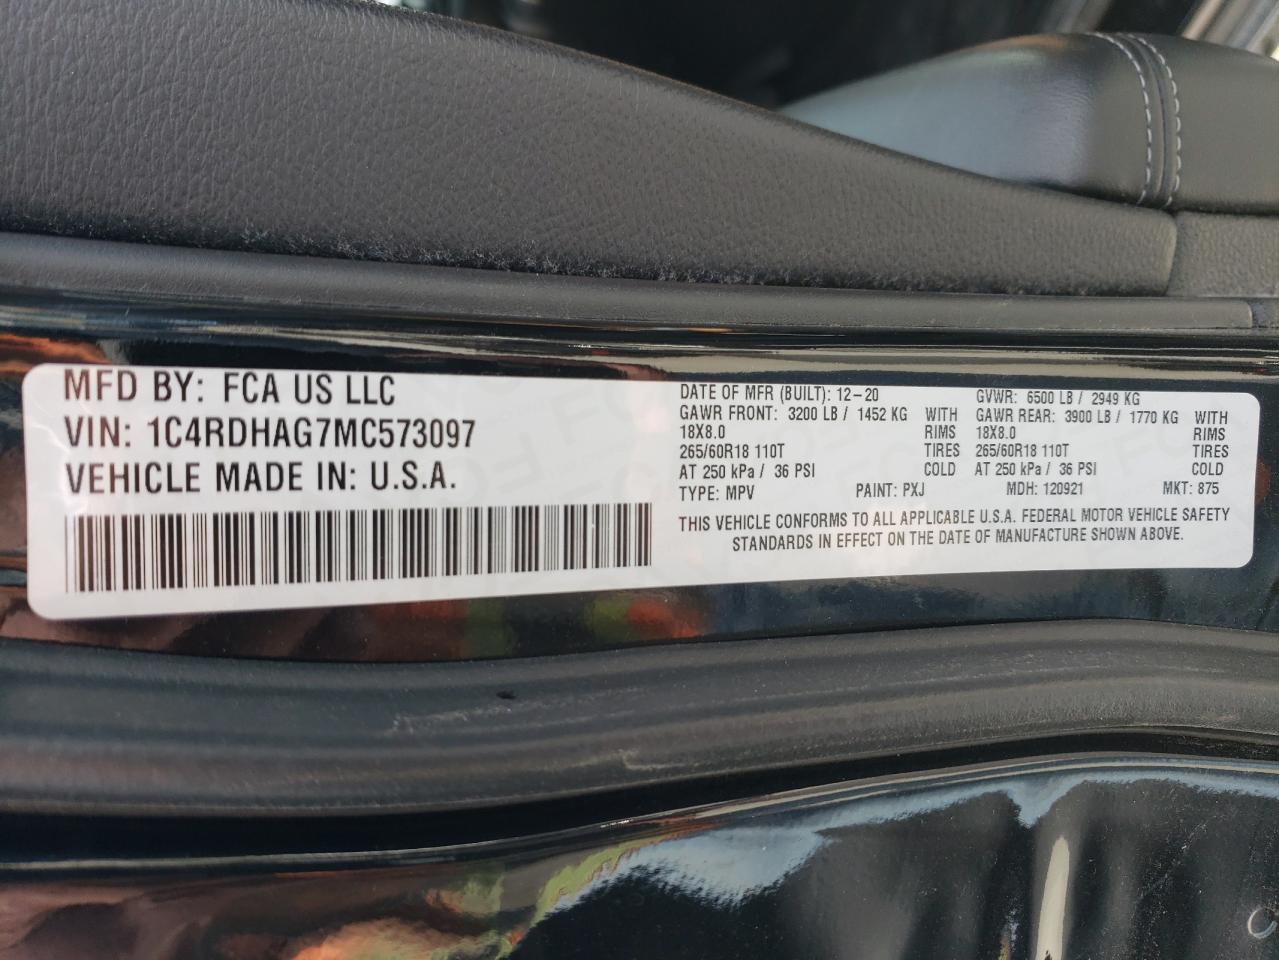 MFD BY: FCA US LLC
VIN: 1C4RDHAG7MC573097
VEHICLE MADE IN: U.S.A.
DATE OF MFR (BUILT): 12-20
GAWR FRONT: 3200 LB / 1452 KG WITH
18X8.0 RIMS
265/60R18 110T TIRES
AT 250 kPa / 36 PSI COLD
GVWR: 6500 LB / 2949 KG
GAWR REAR: 3900 LB / 1770 KG WITH
18X8.0 RIMS
265/60R18 110T TIRES
AT 250 kPa / 36 PSI COLD
TYPE: MPV PAINT: PXJ MDH: 120921 MKT: 875
THIS VEHICLE CONFORMS TO ALL APPLICABLE U.S.A. FEDERAL MOTOR VEHICLE SAFETY
STANDARDS IN EFFECT ON THE DATE OF MANUFACTURE SHOWN ABOVE.